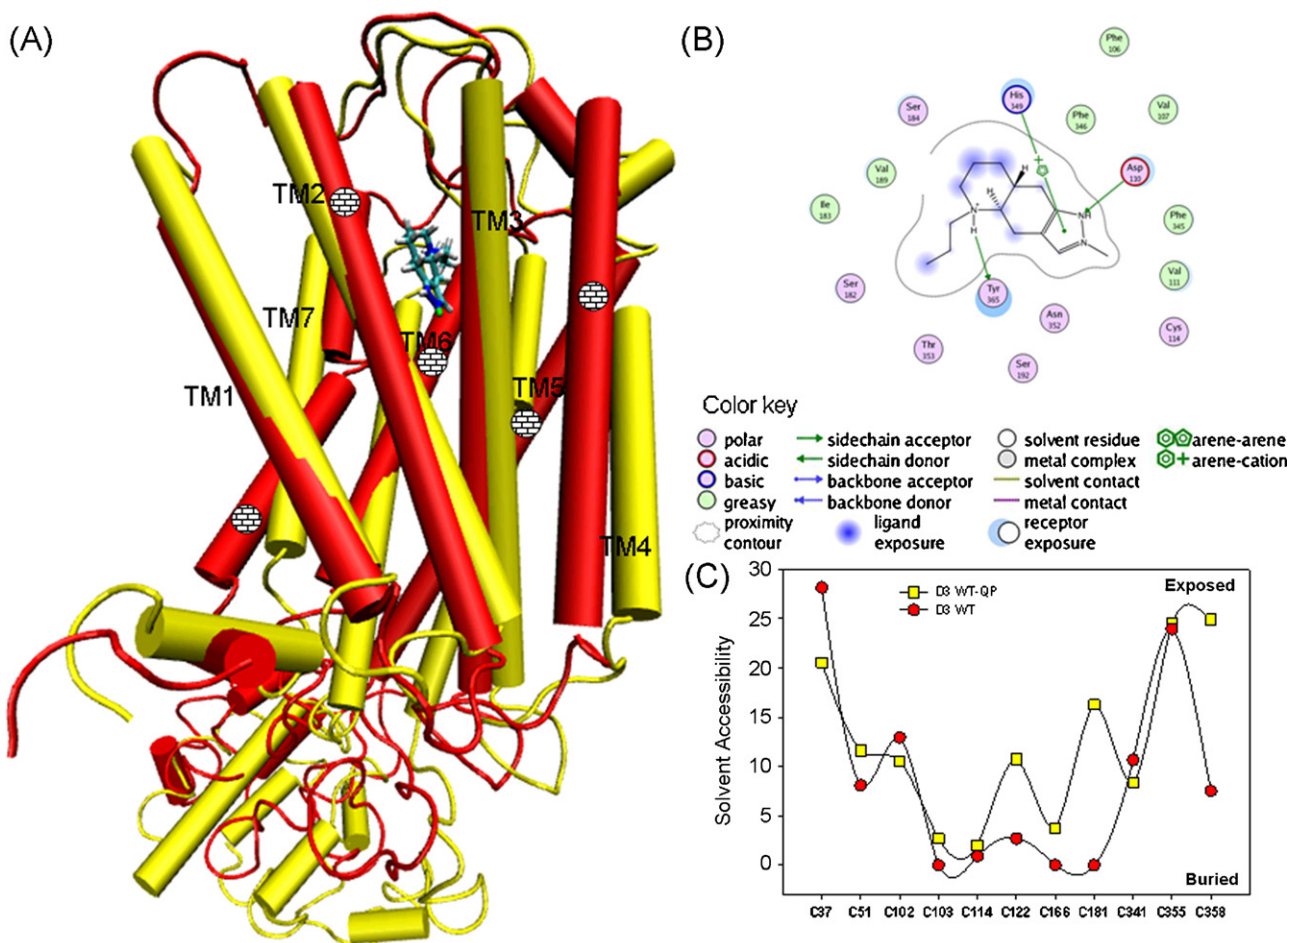 (A)
TM2
TM3
TM7
TM6
TM1
TM5
TM4
(B)
Phe
106
His
349
Ser
184
Phe
346
Val
107
Val
189
Asp
110
H
H
N+
H
NH
N
Ile
183
Phe
345
Val
111
Ser
182
Tyr
365
Asn
352
Cys
114
Thr
353
Ser
192
Color key
polar
acidic
basic
greasy
proximity
contour
sidechain acceptor
sidechain donor
backbone acceptor
backbone donor
ligand
exposure
solvent residue
metal complex
solvent contact
metal contact
receptor
exposure
arene-arene
arene-cation
(C)
Solvent Accessibility
30
25
20
15
10
5
0
D3 WT-QP
D3 WT
Exposed
Buried
C37 C51 C102 C103 C114 C122 C166 C181 C341 C355 C358